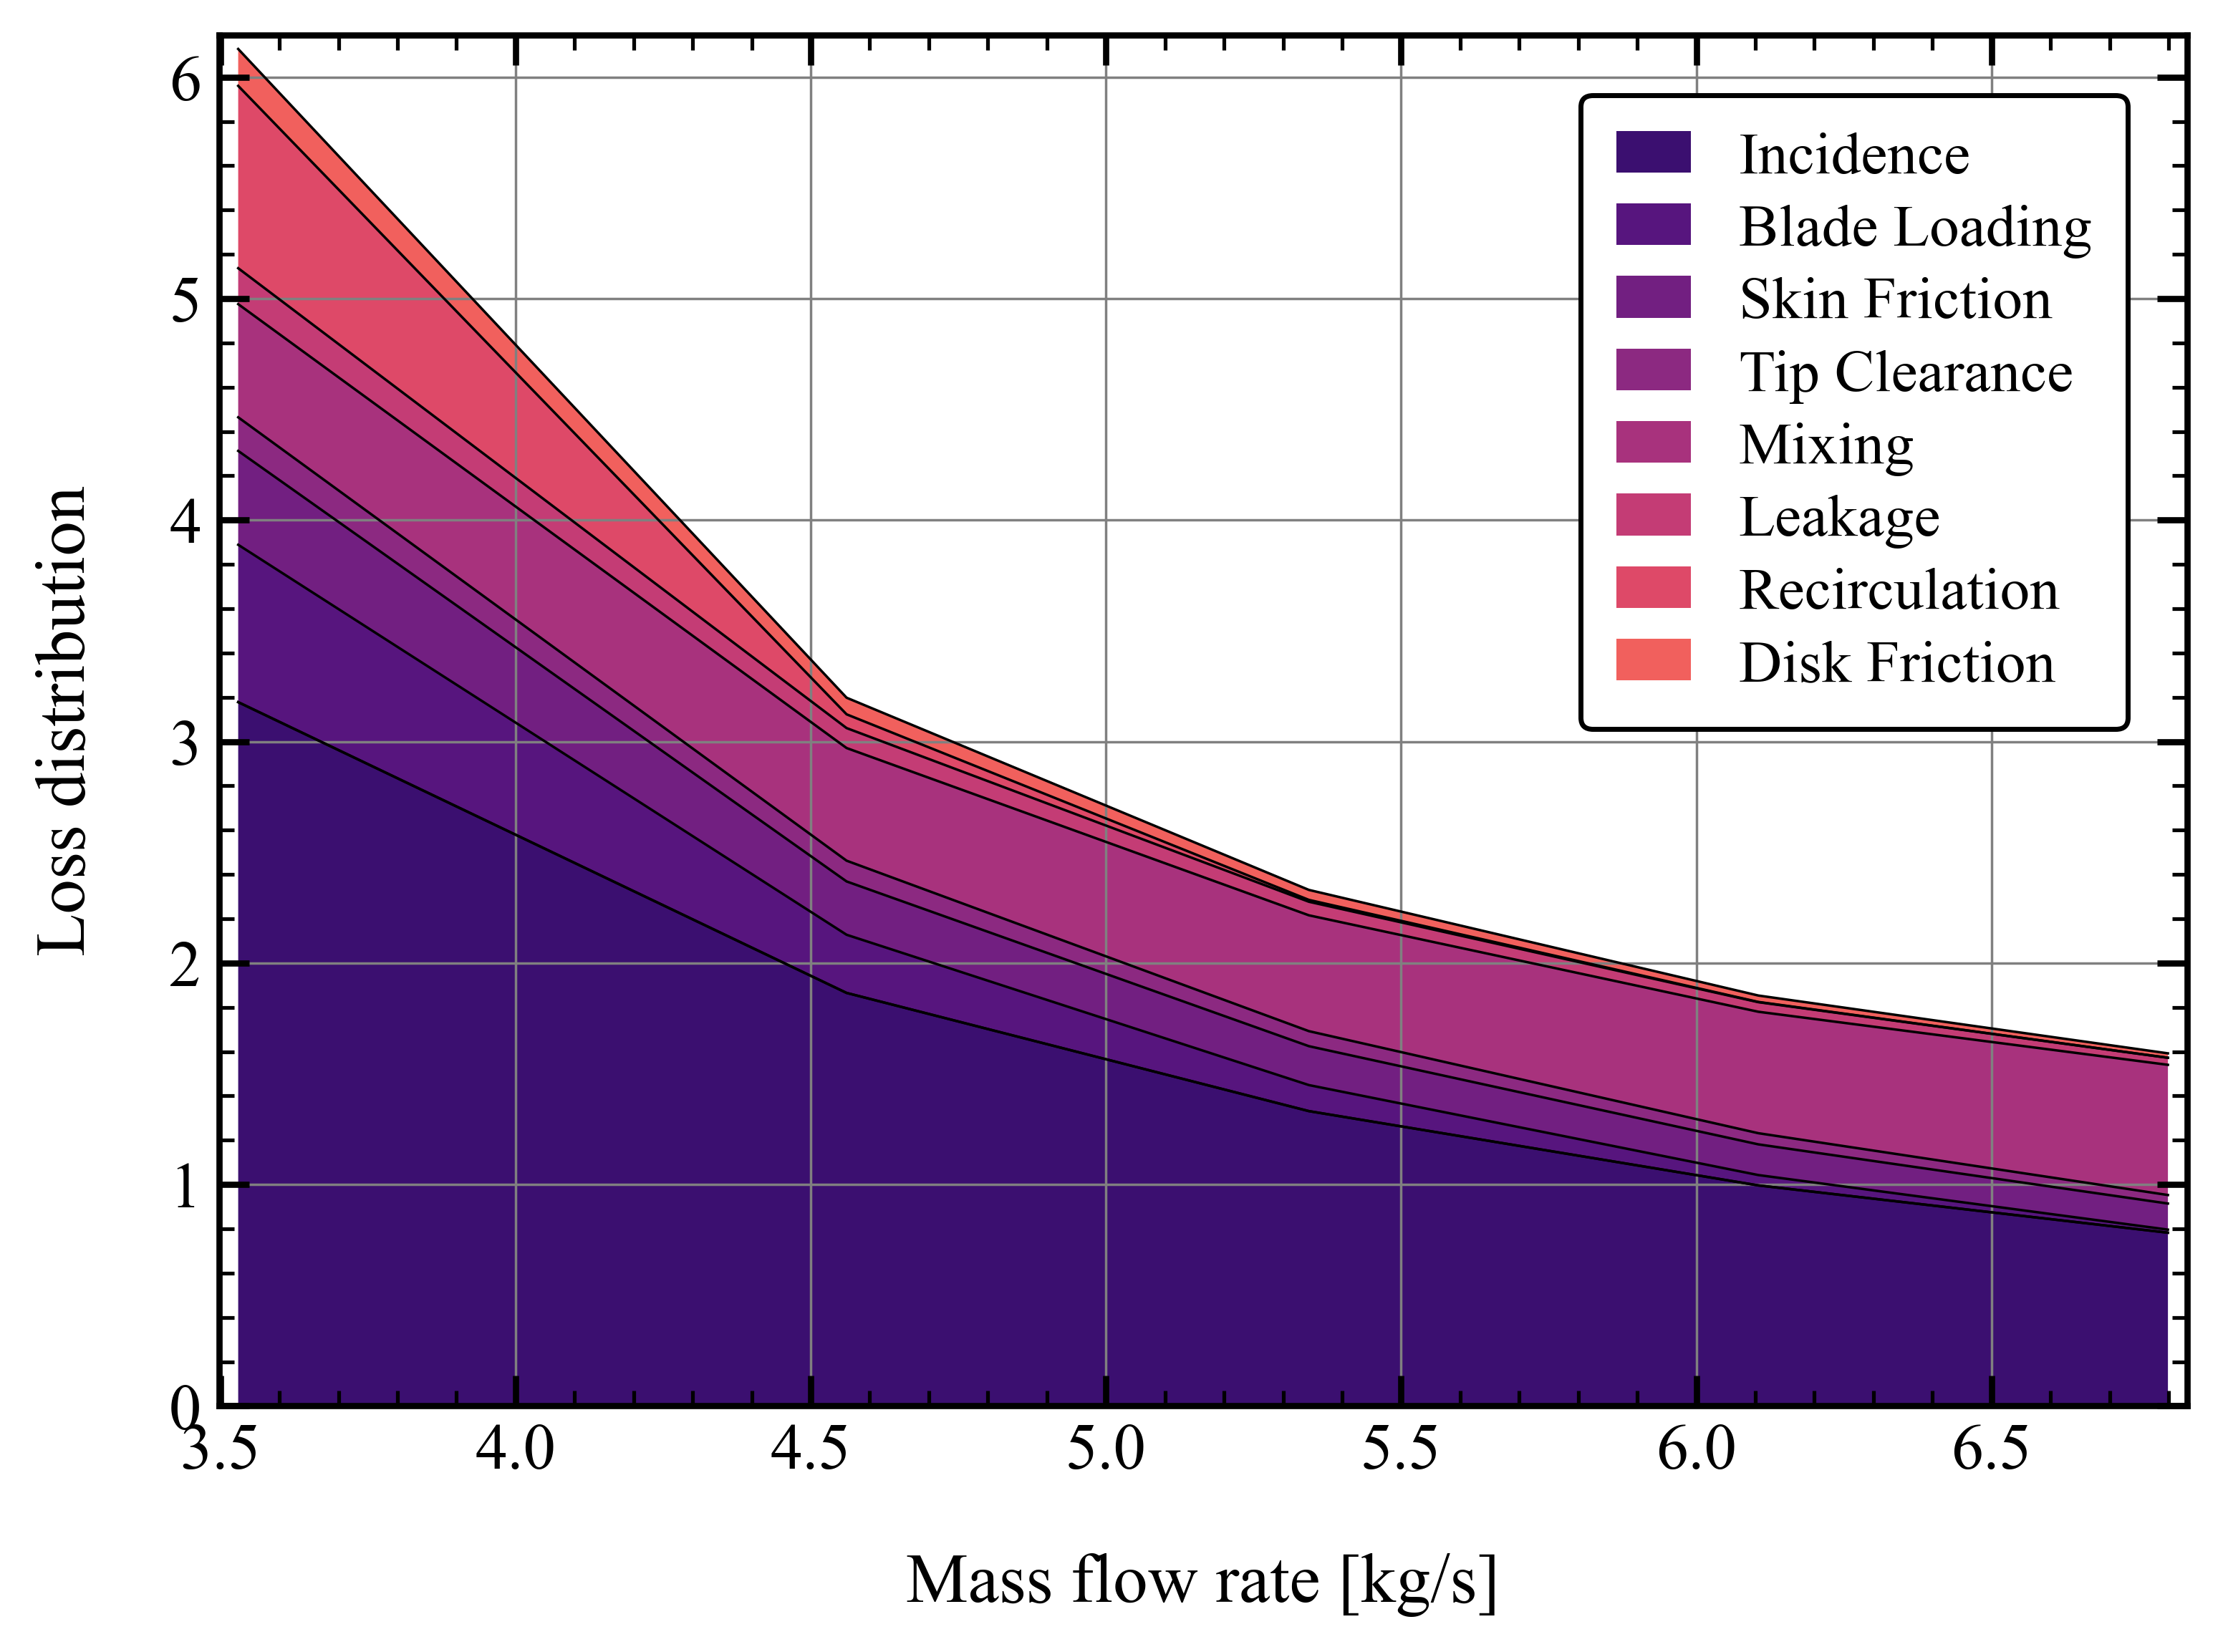 6
5
4
3
2
1
0
Loss distribution
3.5 4.0 4.5 5.0 5.5 6.0 6.5
Mass flow rate [kg/s]
Incidence
Blade Loading
Skin Friction
Tip Clearance
Mixing
Leakage
Recirculation
Disk Friction